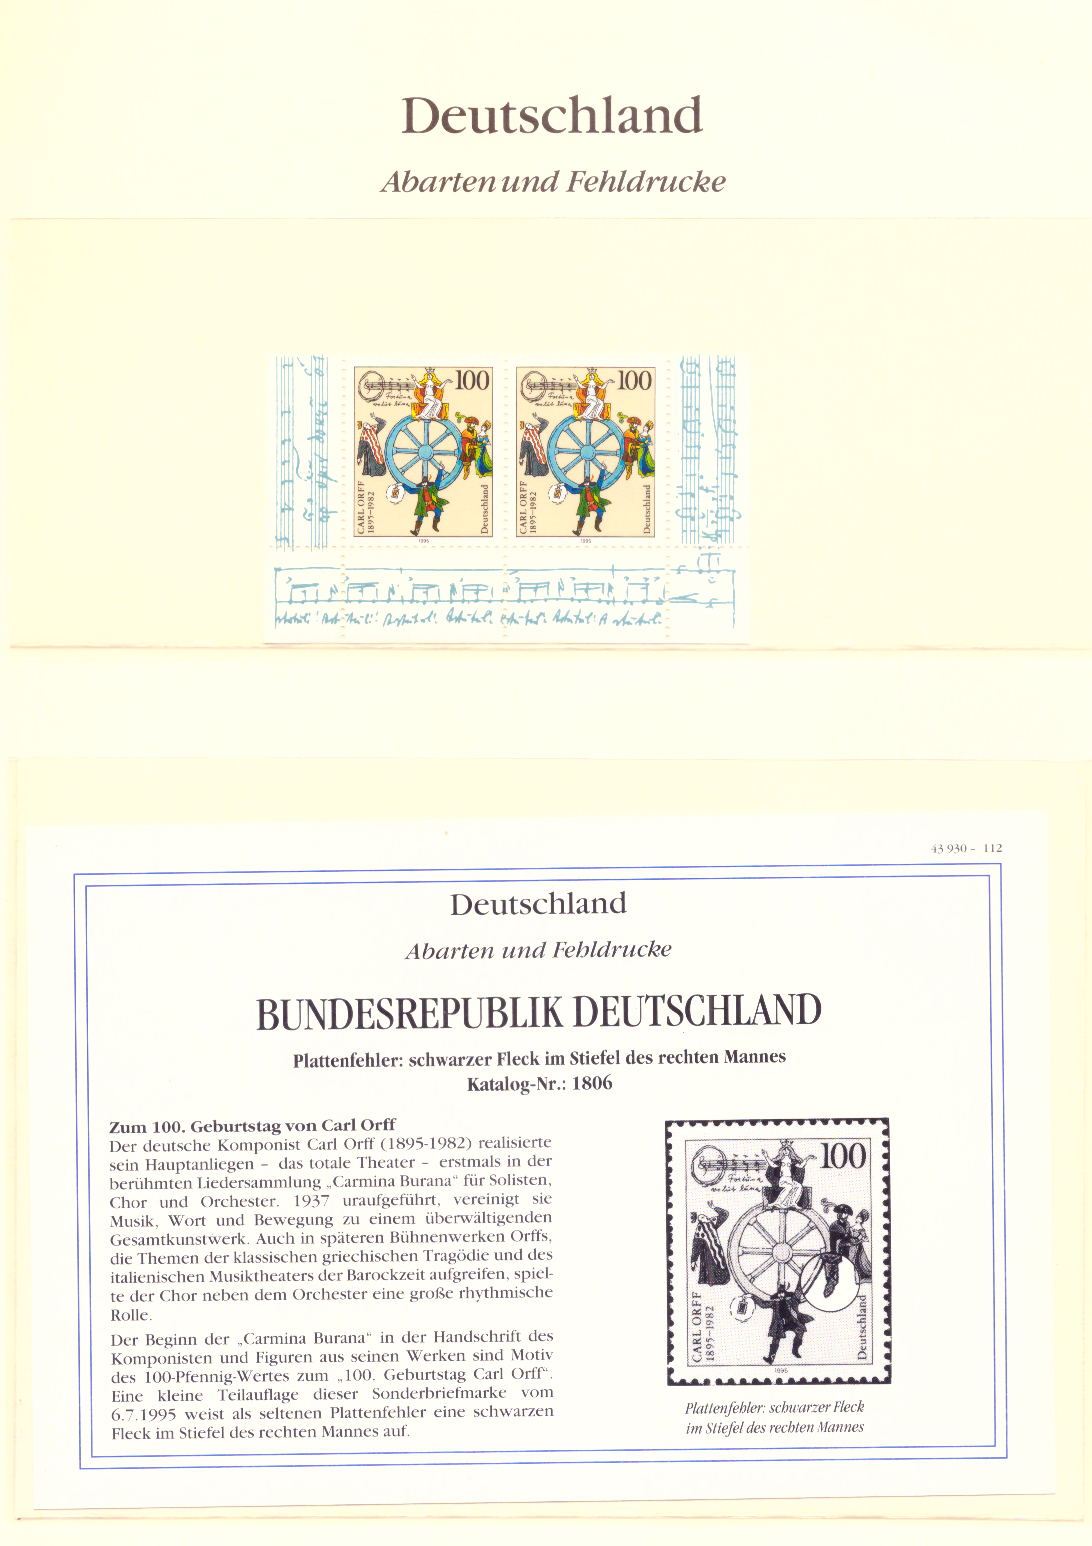 Deutschland
Abarten und Fehldrucke
100
Fortuna
velut luna
CARL ORFF
1895–1982
Deutschland
1995
100
Fortuna
velut luna
CARL ORFF
1895–1982
Deutschland
1995
43 930 – 112
Deutschland
Abarten und Fehldrucke
BUNDESREPUBLIK DEUTSCHLAND
Plattenfehler: schwarzer Fleck im Stiefel des rechten Mannes
Katalog-Nr.: 1806
Zum 100. Geburtstag von Carl Orff
Der deutsche Komponist Carl Orff (1895-1982) realisierte
sein Hauptanliegen – das totale Theater – erstmals in der
berühmten Liedersammlung „Carmina Burana“ für Solisten,
Chor und Orchester. 1937 uraufgeführt, vereinigt sie
Musik, Wort und Bewegung zu einem überwältigenden
Gesamtkunstwerk. Auch in späteren Bühnenwerken Orffs,
die Themen der klassischen griechischen Tragödie und des
italienischen Musiktheaters der Barockzeit aufgreifen, spiel-
te der Chor neben dem Orchester eine große rhythmische
Rolle.
Der Beginn der „Carmina Burana“ in der Handschrift des
Komponisten und Figuren aus seinen Werken sind Motiv
des 100-Pfennig-Wertes zum „100. Geburtstag Carl Orff“.
Eine kleine Teilauflage dieser Sonderbriefmarke vom
6.7.1995 weist als seltenen Plattenfehler eine schwarzen
Fleck im Stiefel des rechten Mannes auf.
100
Fortuna
velut luna
CARL ORFF
1895–1982
Deutschland
1995
Plattenfehler: schwarzer Fleck
im Stiefel des rechten Mannes